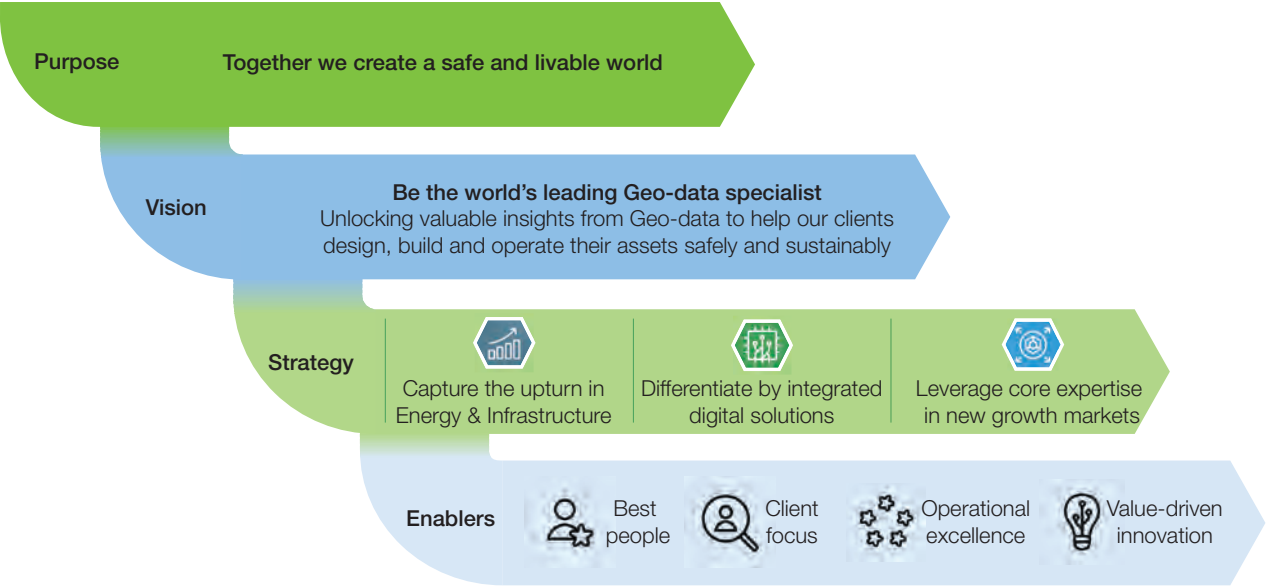 Purpose
Together we create a safe and livable world
Vision
Be the world's leading Geo-data specialist
Unlocking valuable insights from Geo-data to help our clients
design, build and operate their assets safely and sustainably
Strategy
Capture the upturn in
Energy & Infrastructure
Differentiate by integrated
digital solutions
Leverage core expertise
in new growth markets
Enablers
Best
people
Client
focus
Operational
excellence
Value-driven
innovation